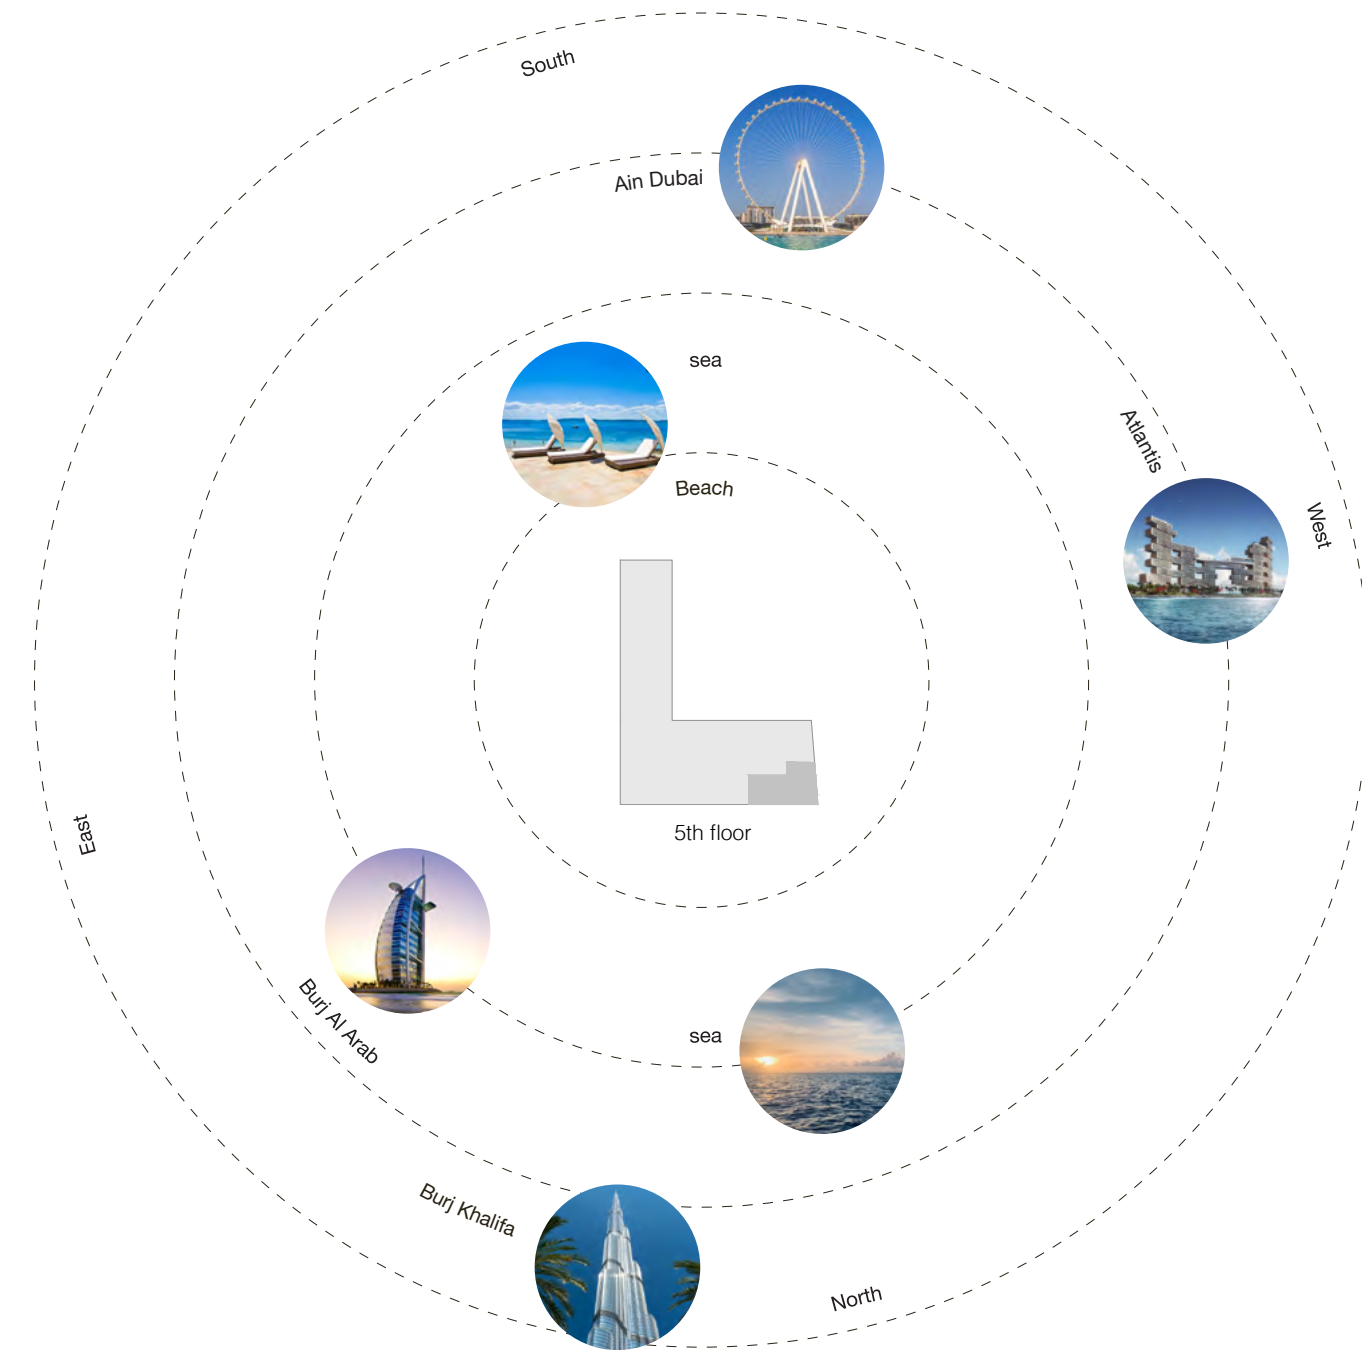 South
Ain Dubai
sea
Atlantis
Beach
West
5th floor
East
Burj Al Arab
sea
Burj Khalifa
North